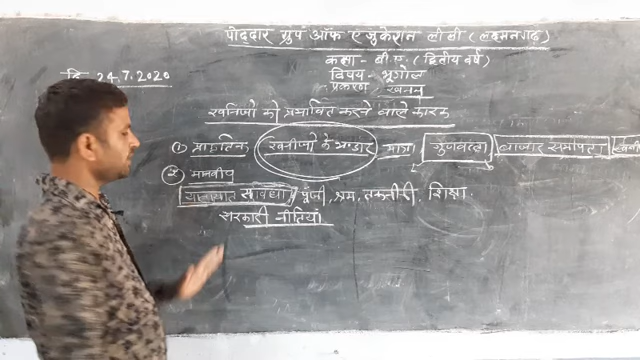 पोद्दार ग्रुप ऑफ एजुकेशन लीली (लक्ष्मणगढ़)
कक्षा - बी.ए. (द्वितीय वर्ष)
दि. 24.7.2020 विषय - भूगोल
प्रकरण - खनन
खनिजो को प्रभावित करने वाले कारक
① प्राकृतिक खनीजो के भण्डार मात्रा गुणवत्ता बाजार समीपता
② मानवीय
यातायात सुविधा, पूँजी, श्रम, तकनीकी, शिक्षा.
सरकारी नीतियाँ